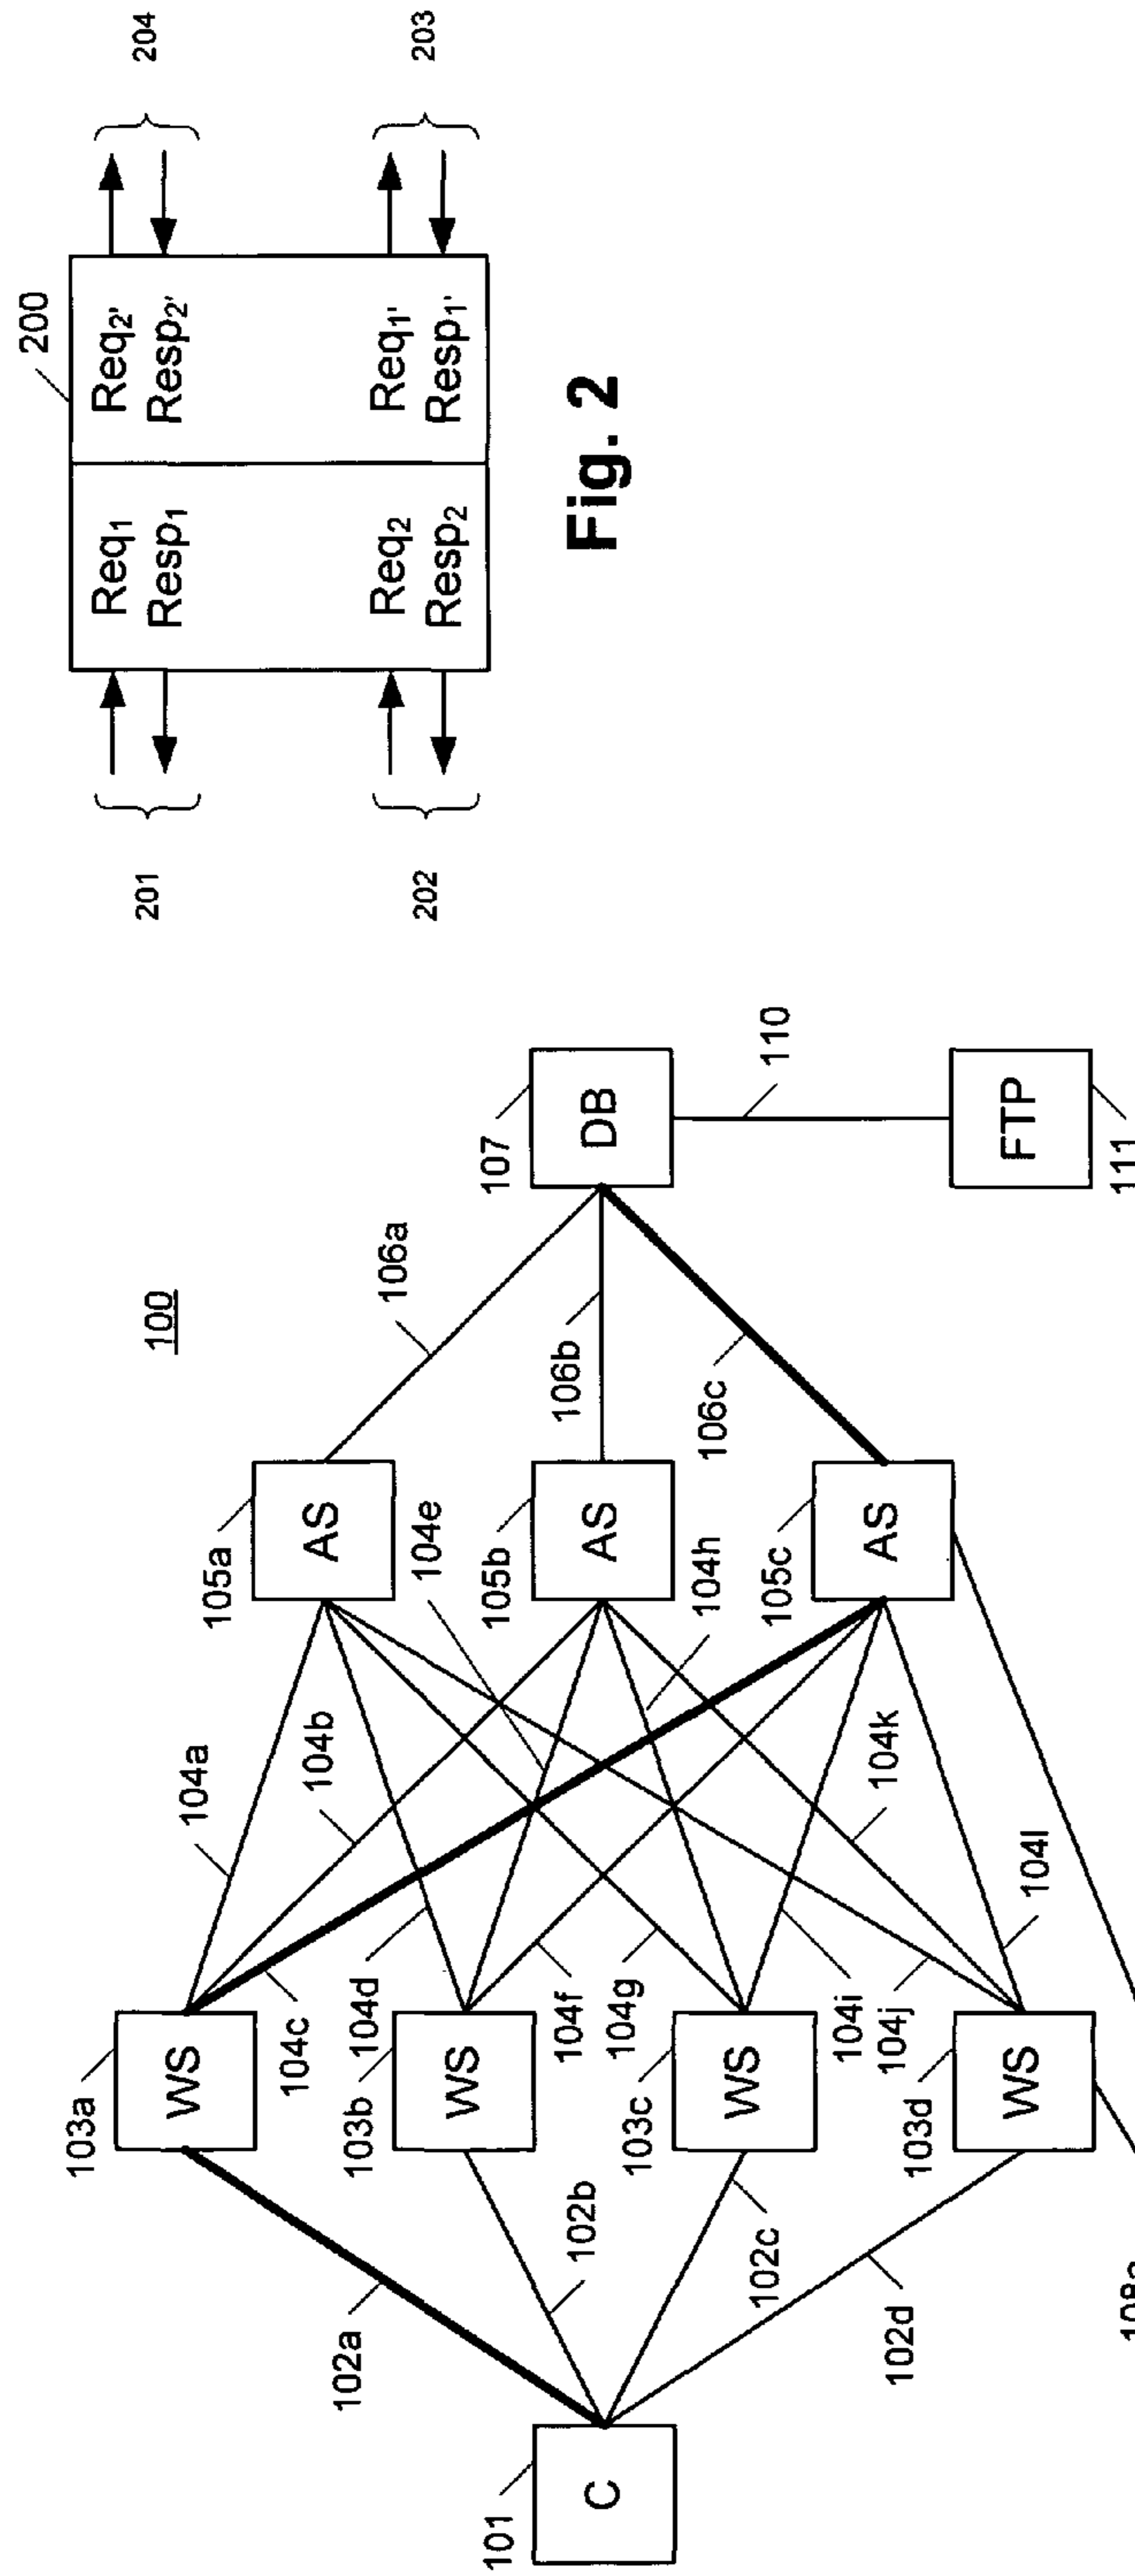 100
101
C
102a
102b
102c
102d
103a
WS
103b
WS
103c
WS
103d
WS
104a
104b
104c
104d
104e
104f
104g
104h
104i
104j
104k
104l
105a
AS
105b
AS
105c
AS
106a
106b
106c
107
DB
110
FTP
111
200
Req1 Req2'
Resp1 Resp2'
Req2 Req1'
Resp2 Resp1'
201
204
202
203
Fig. 2